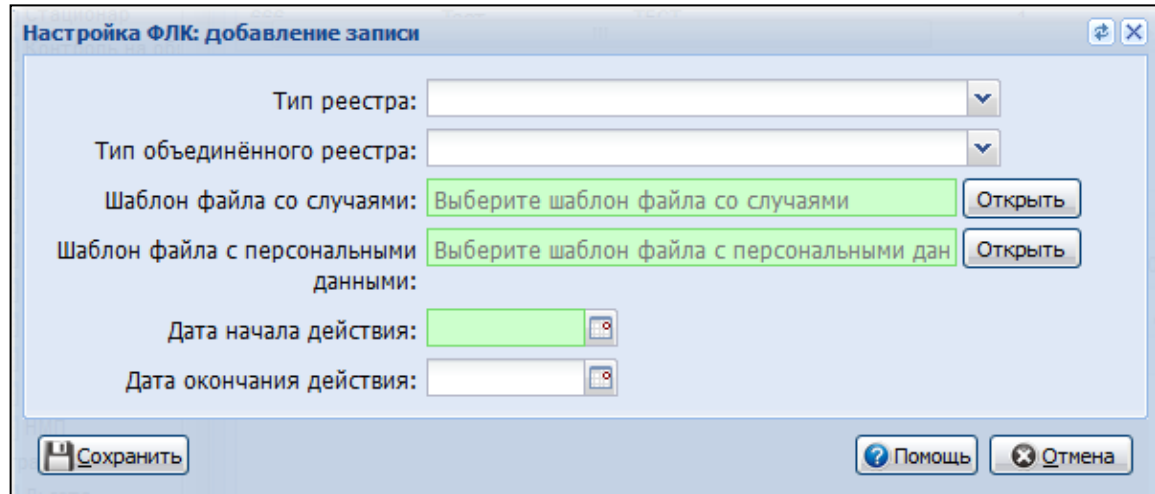 Настройка ФЛК: добавление записи
Тип реестра:
Тип объединённого реестра:
Шаблон файла со случаями: Выберите шаблон файла со случаями Открыть
Шаблон файла с персональными Выберите шаблон файла с персональными дан Открыть
данными:
Дата начала действия:
Дата окончания действия:
Сохранить Помощь Отмена